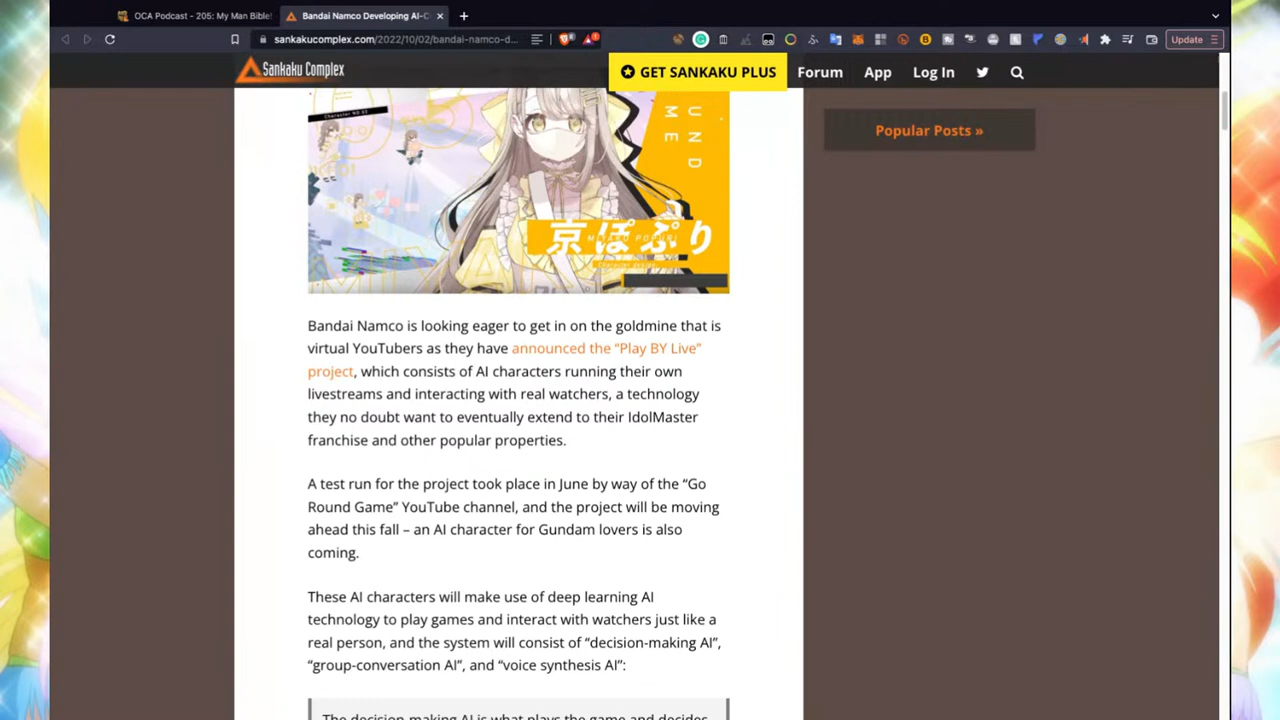 OCA Podcast - 205: My Man Bible!
Bandai Namco Developing AI-C
sankakucomplex.com/2022/10/02/bandai-namco-d...
Update
Sankaku Complex
GET SANKAKU PLUS
Forum
App
Log In
Character NO 03
UND
ME
京ぽぷり
MIYAKO POPURI
Character design
Popular Posts »
Bandai Namco is looking eager to get in on the goldmine that is
virtual YouTubers as they have announced the “Play BY Live”
project, which consists of AI characters running their own
livestreams and interacting with real watchers, a technology
they no doubt want to eventually extend to their IdolMaster
franchise and other popular properties.
A test run for the project took place in June by way of the “Go
Round Game” YouTube channel, and the project will be moving
ahead this fall – an AI character for Gundam lovers is also
coming.
These AI characters will make use of deep learning AI
technology to play games and interact with watchers just like a
real person, and the system will consist of “decision-making AI”,
“group-conversation AI”, and “voice synthesis AI”:
The decision-making AI is what plays the game and decides